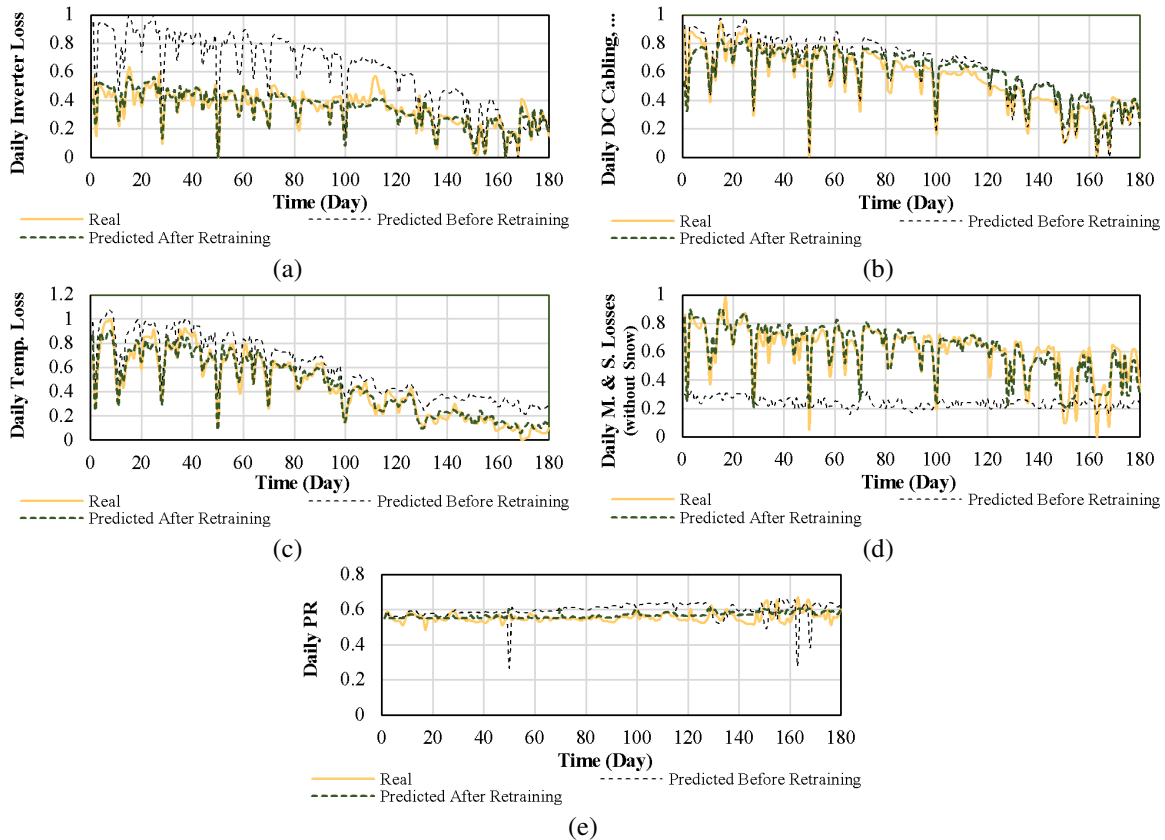 Daily Inverter Loss
1
0.8
0.6
0.4
0.2
0
0 20 40 60 80 100 120 140 160 180
Time (Day)
Real
Predicted Before Retraining
Predicted After Retraining
(a)
Daily DC Cabling, ...
1
0.8
0.6
0.4
0.2
0
0 20 40 60 80 100 120 140 160 180
Time (Day)
Real
Predicted Before Retraining
Predicted After Retraining
(b)
Daily Temp. Loss
1.2
1
0.8
0.6
0.4
0.2
0
0 20 40 60 80 100 120 140 160 180
Time (Day)
Real
Predicted Before Retraining
Predicted After Retraining
(c)
Daily M. & S. Losses
(without Snow)
1
0.8
0.6
0.4
0.2
0
0 20 40 60 80 100 120 140 160 180
Time (Day)
Real
Predicted Before Retraining
Predicted After Retraining
(d)
Daily PR
0.8
0.6
0.4
0.2
0
0 20 40 60 80 100 120 140 160 180
Time (Day)
Real
Predicted Before Retraining
Predicted After Retraining
(e)